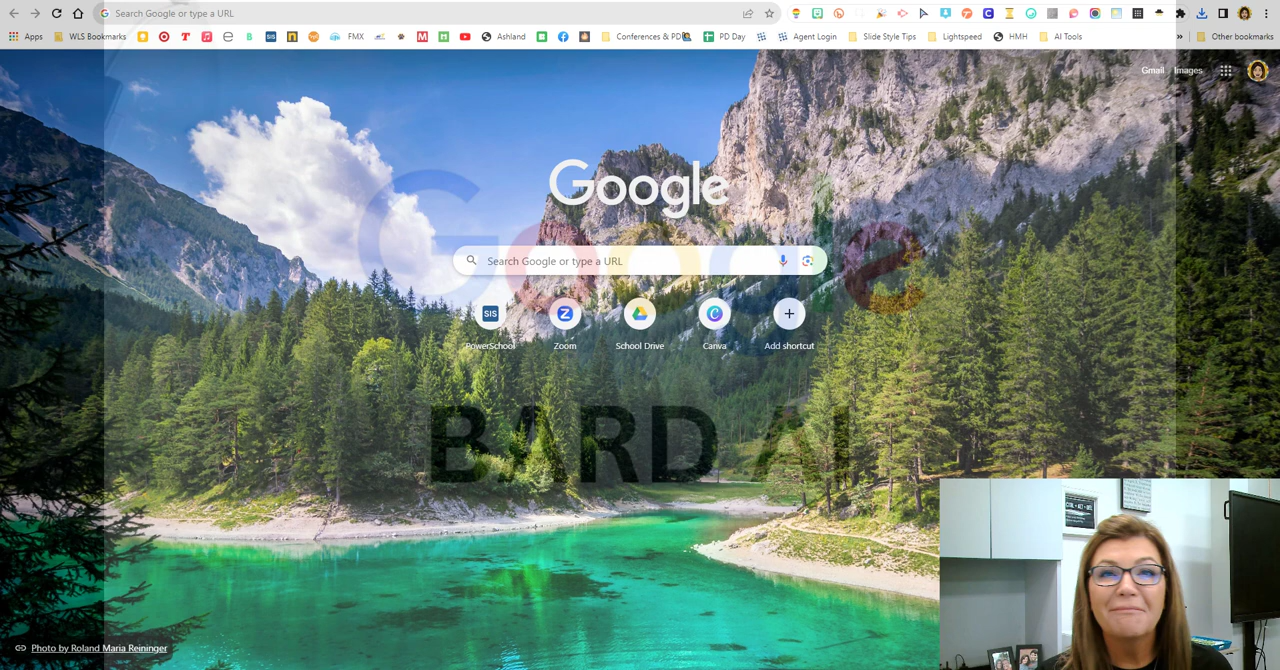 Search Google or type a URL
Apps WLS Bookmarks FMX Ashland Conferences & PD PD Day Agent Login Slide Style Tips Lightspeed HMH AI Tools » Other bookmarks
Gmail Images
Google
Google
Search Google or type a URL
SIS
PowerSchool Zoom School Drive Canva Add shortcut
BARD AI
Photo by Roland Maria Reininger